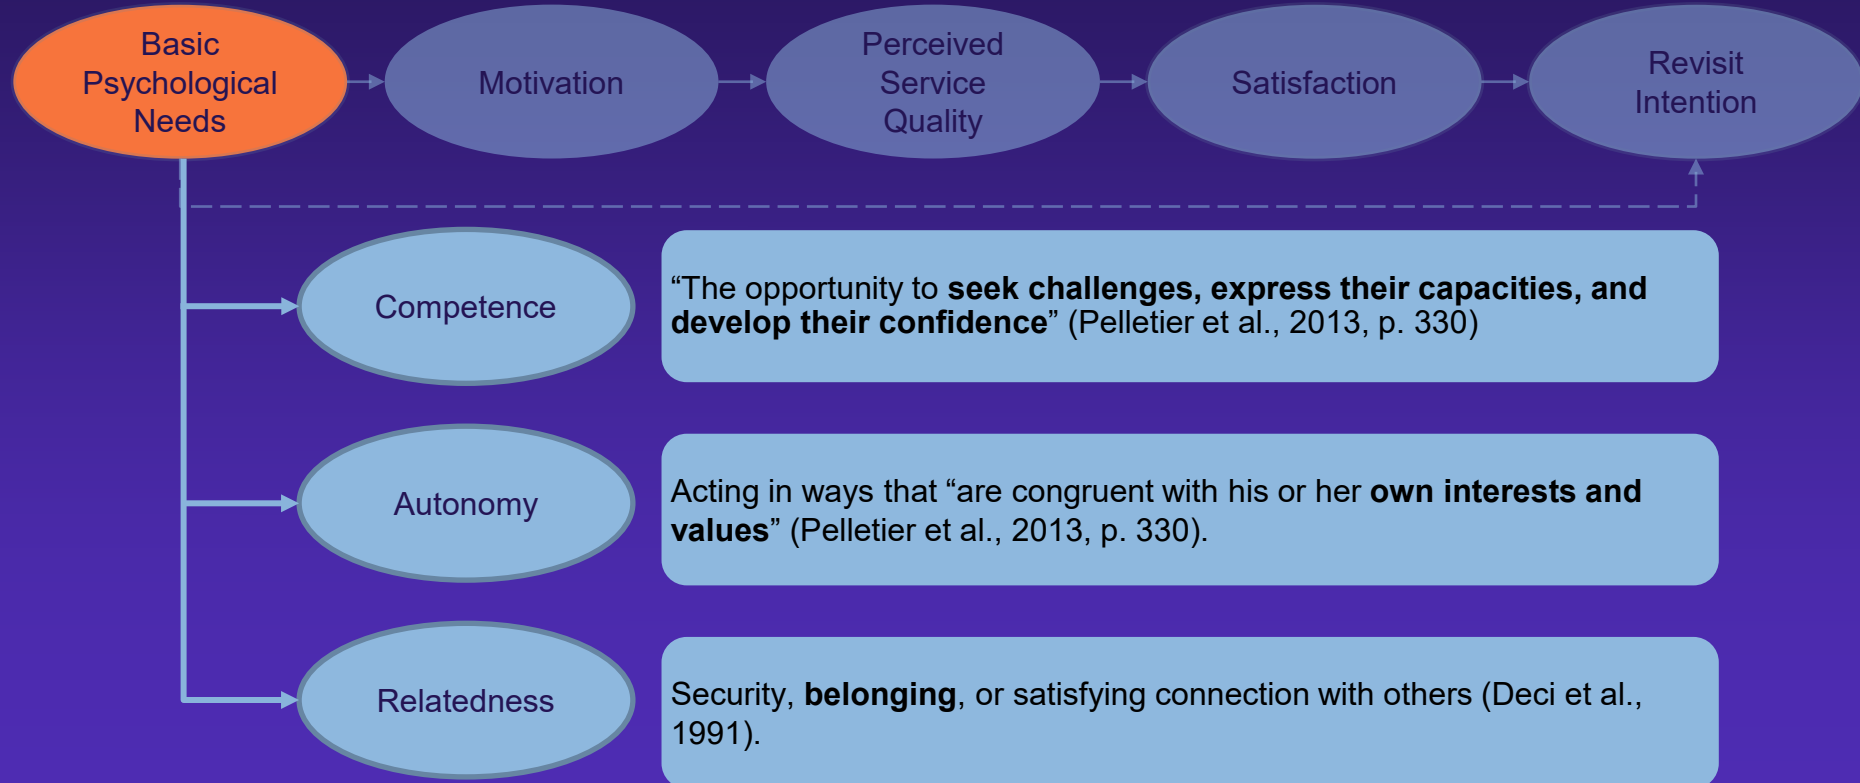 Basic
Psychological
Needs
Motivation
Perceived
Service
Quality
Satisfaction
Revisit
Intention
Competence
“The opportunity to seek challenges, express their capacities, and
develop their confidence” (Pelletier et al., 2013, p. 330)
Autonomy
Acting in ways that “are congruent with his or her own interests and
values” (Pelletier et al., 2013, p. 330).
Relatedness
Security, belonging, or satisfying connection with others (Deci et al.,
1991).